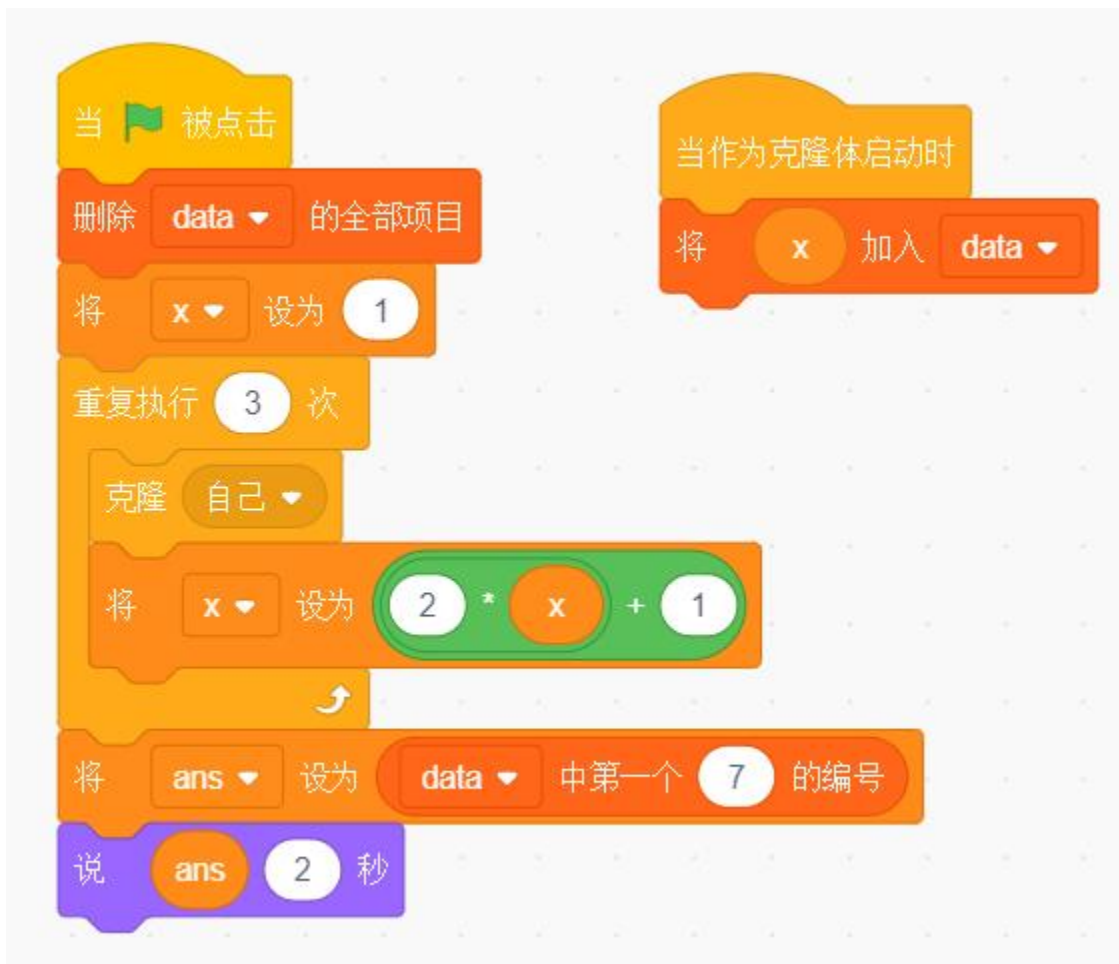 当 被点击
删除 data 的全部项目
将 x 设为 1
重复执行 3 次
克隆 自己
将 x 设为 2 * x + 1
将 ans 设为 data 中第一个 7 的编号
说 ans 2 秒
当作为克隆体启动时
将 x 加入 data